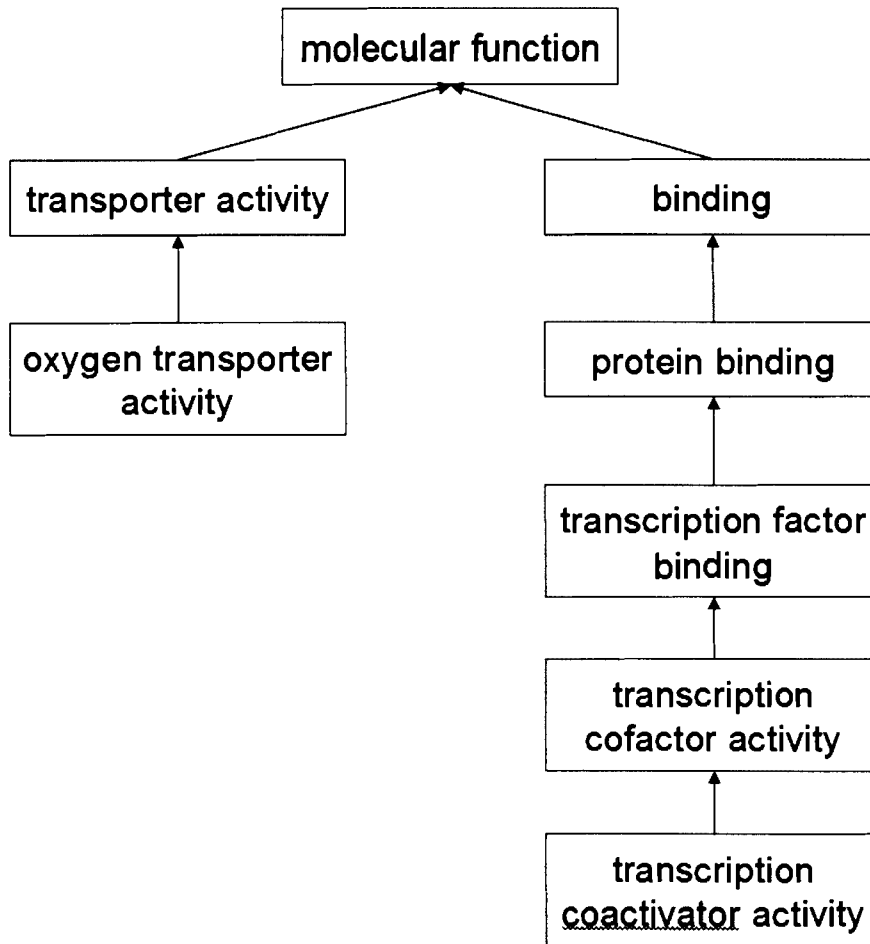 molecular function
transporter activity
binding
oxygen transporter
activity
protein binding
transcription factor
binding
transcription
cofactor activity
transcription
coactivator activity